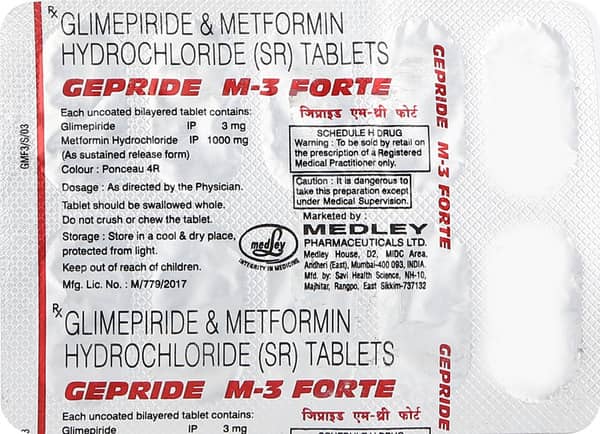 Rx GLIMEPIRIDE & METFORMIN
HYDROCHLORIDE (SR) TABLETS
GEPRIDE M-3 FORTE
Each uncoated bilayered tablet contains:
Glimepiride IP 3 mg
Metformin Hydrochloride IP 1000 mg
(As sustained release form)
Colour : Ponceau 4R
Dosage : As directed by the Physician.
Tablet should be swallowed whole.
Do not crush or chew the tablet.
Storage : Store in a cool & dry place,
protected from light.
Keep out of reach of children.
Mfg. Lic. No. : M/779/2017
जिप्राइड एम-थ्री फोर्ट
SCHEDULE H DRUG
Warning : To be sold by retail on
the prescription of a Registered
Medical Practitioner only.
Caution : It is dangerous to
take this preparation except
under Medical Supervision.
medley
INTEGRITY IN MEDICINE
Marketed by :
MEDLEY
PHARMACEUTICALS LTD.
Medley House, D2, MIDC Area,
Andheri (East), Mumbai-400 093, INDIA.
Mfg. by: Savi Health Science, NH-10,
Majhitar, Rangpo, East Sikkim-737132
GMF3/S/03
GEPRIDE M-3 FORTE
Rx GLIMEPIRIDE & METFORMIN
HYDROCHLORIDE (SR) TABLETS
GEPRIDE M-3 FORTE
Each uncoated bilayered tablet contains:
Glimepiride IP 3 mg
जिप्राइड एम-थ्री फोर्ट
SCHEDULE H DRUG
GEPRIDE